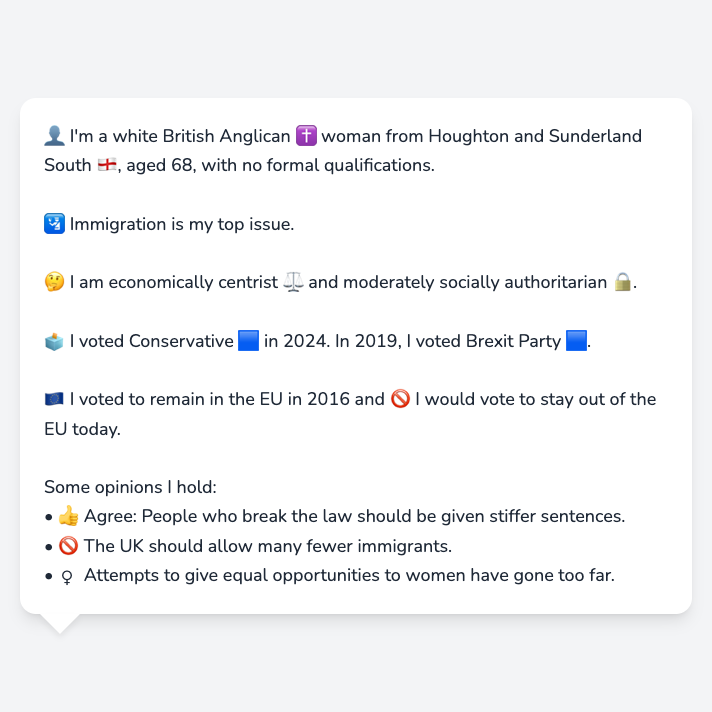 👤 I'm a white British Anglican ✝️ woman from Houghton and Sunderland
South 🏴󠁧󠁢󠁥󠁮󠁧󠁿, aged 68, with no formal qualifications.
🛂 Immigration is my top issue.
🤔 I am economically centrist ⚖️ and moderately socially authoritarian 🔒.
🗳️ I voted Conservative 🟦 in 2024. In 2019, I voted Brexit Party 🟦.
🇪🇺 I voted to remain in the EU in 2016 and 🚫 I would vote to stay out of the
EU today.
Some opinions I hold:
• 👍 Agree: People who break the law should be given stiffer sentences.
• 🚫 The UK should allow many fewer immigrants.
• ♀ Attempts to give equal opportunities to women have gone too far.